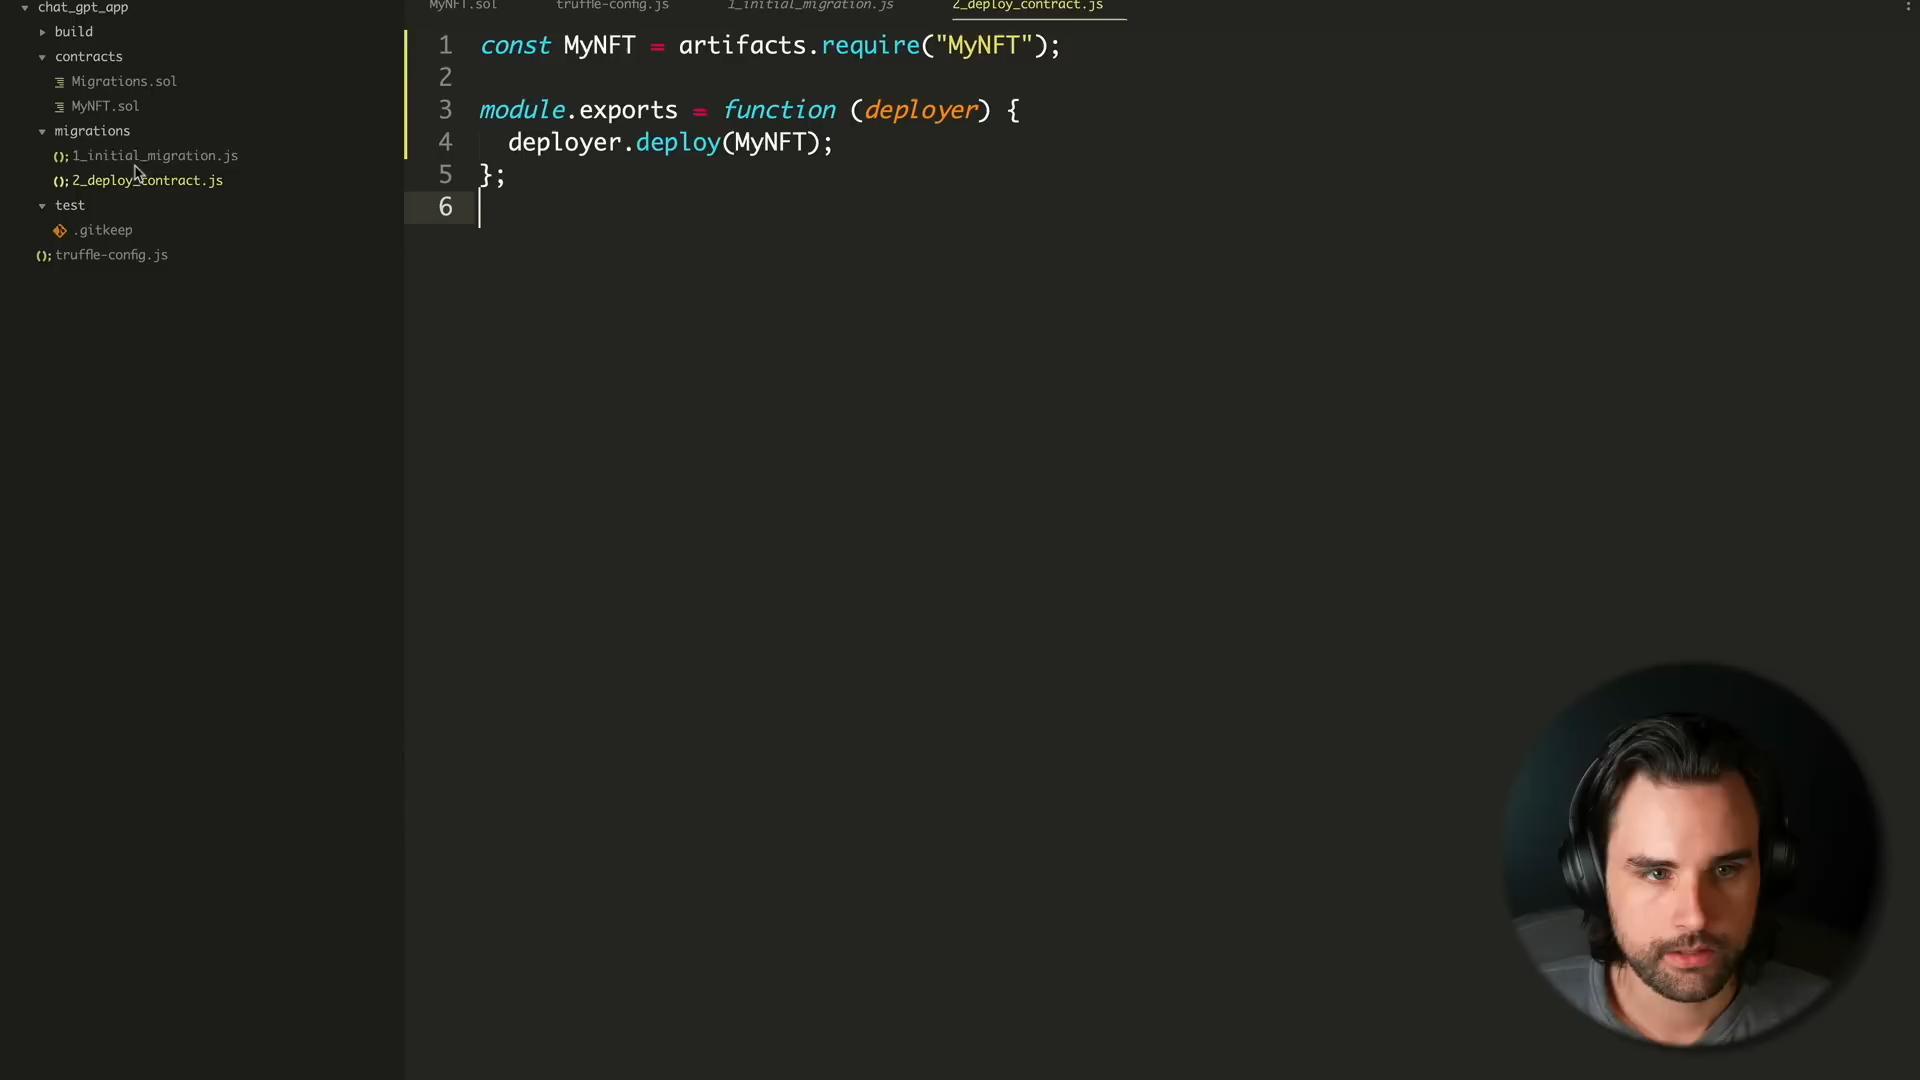 chat_gpt_app
build
contracts
Migrations.sol
MyNFT.sol
migrations
(); 1_initial_migration.js
(); 2_deploy_contract.js
test
.gitkeep
(); truffle-config.js
MyNFT.sol truffle-config.js 1_initial_migration.js 2_deploy_contract.js
1 const MyNFT = artifacts.require("MyNFT");
2
3 module.exports = function (deployer) {
4 deployer.deploy(MyNFT);
5 };
6